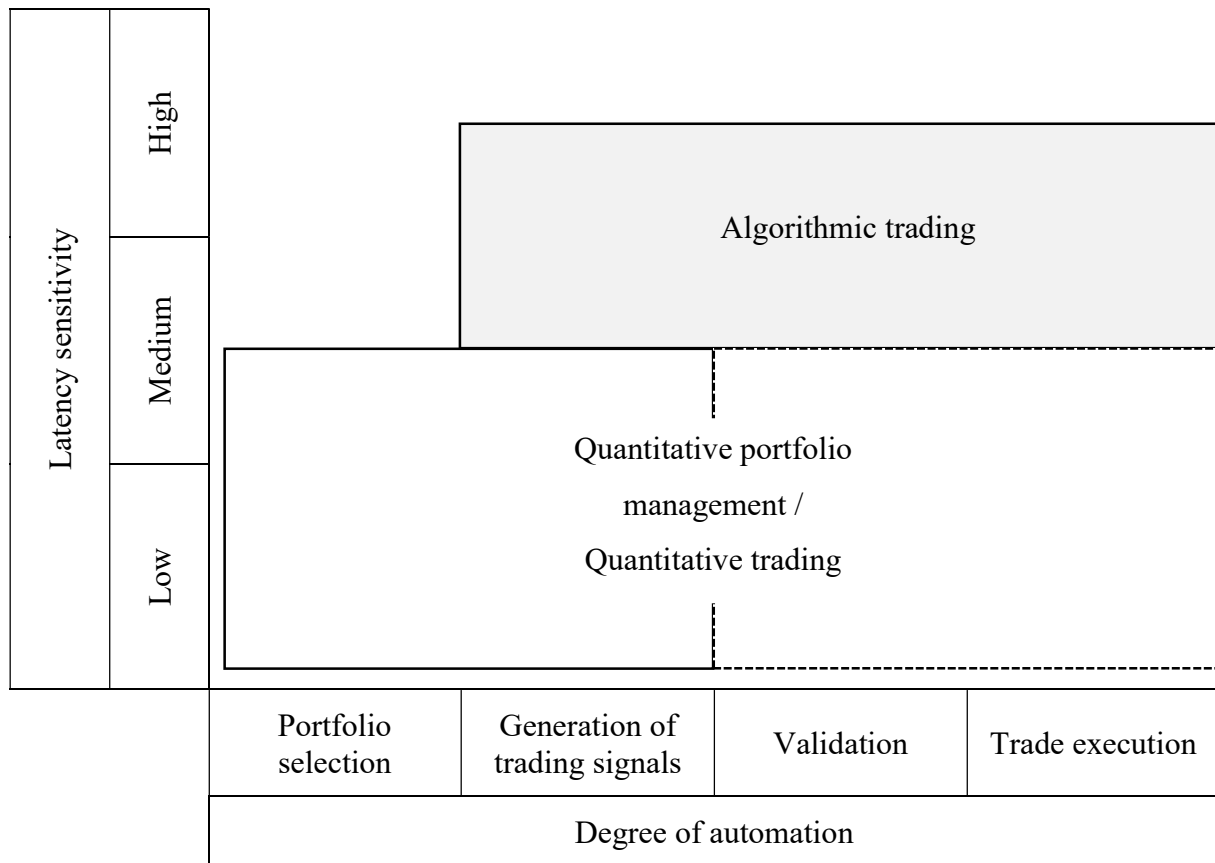 Latency sensitivity
High
Medium
Low
Algorithmic trading
Quantitative portfolio
management /
Quantitative trading
Portfolio
selection
Generation of
trading signals
Validation
Trade execution
Degree of automation